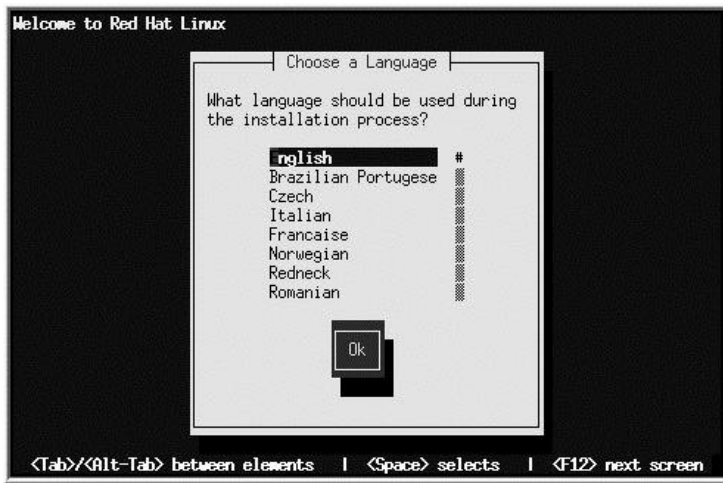 Welcome to Red Hat Linux
Choose a Language
What language should be used during
the installation process?
English #
Brazilian Portugese
Czech
Italian
Francaise
Norwegian
Redneck
Romanian
Ok
<Tab>/<Alt-Tab> between elements | <Space> selects | <F12> next screen